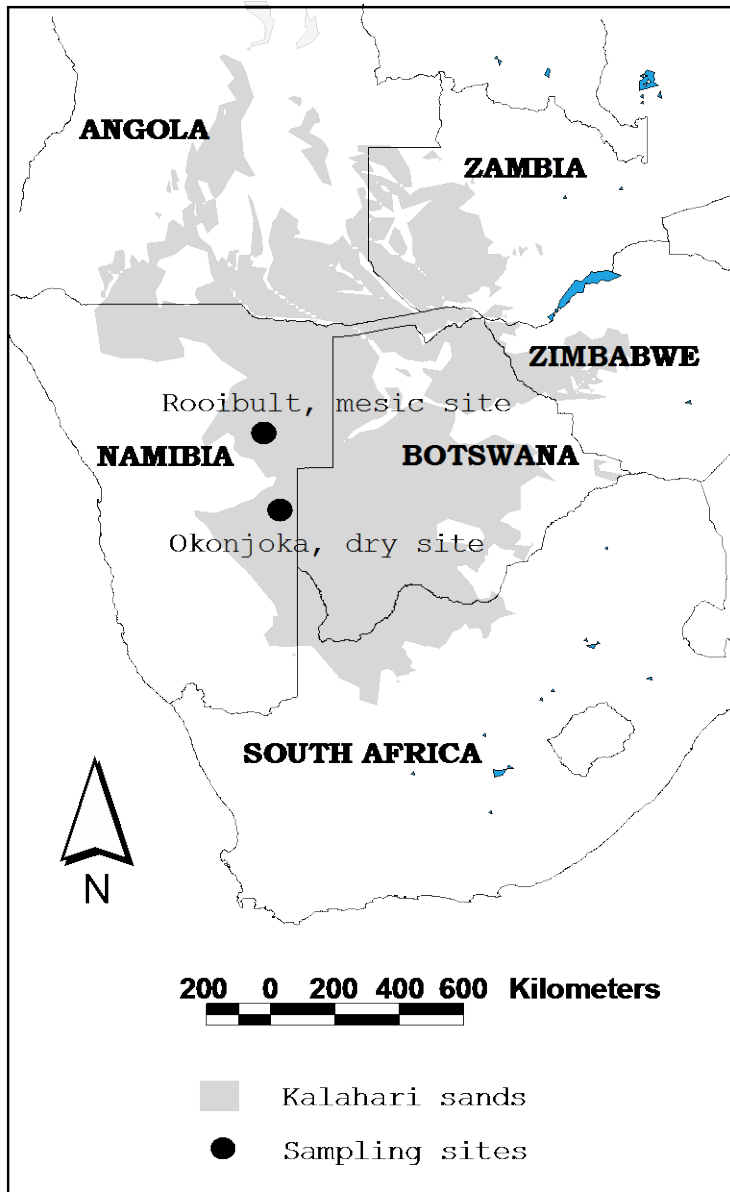 ANGOLA
ZAMBIA
ZIMBABWE
Rooibult, mesic site
NAMIBIA
BOTSWANA
Okonjoka, dry site
SOUTH AFRICA
N
200 0 200 400 600 Kilometers
Kalahari sands
Sampling sites